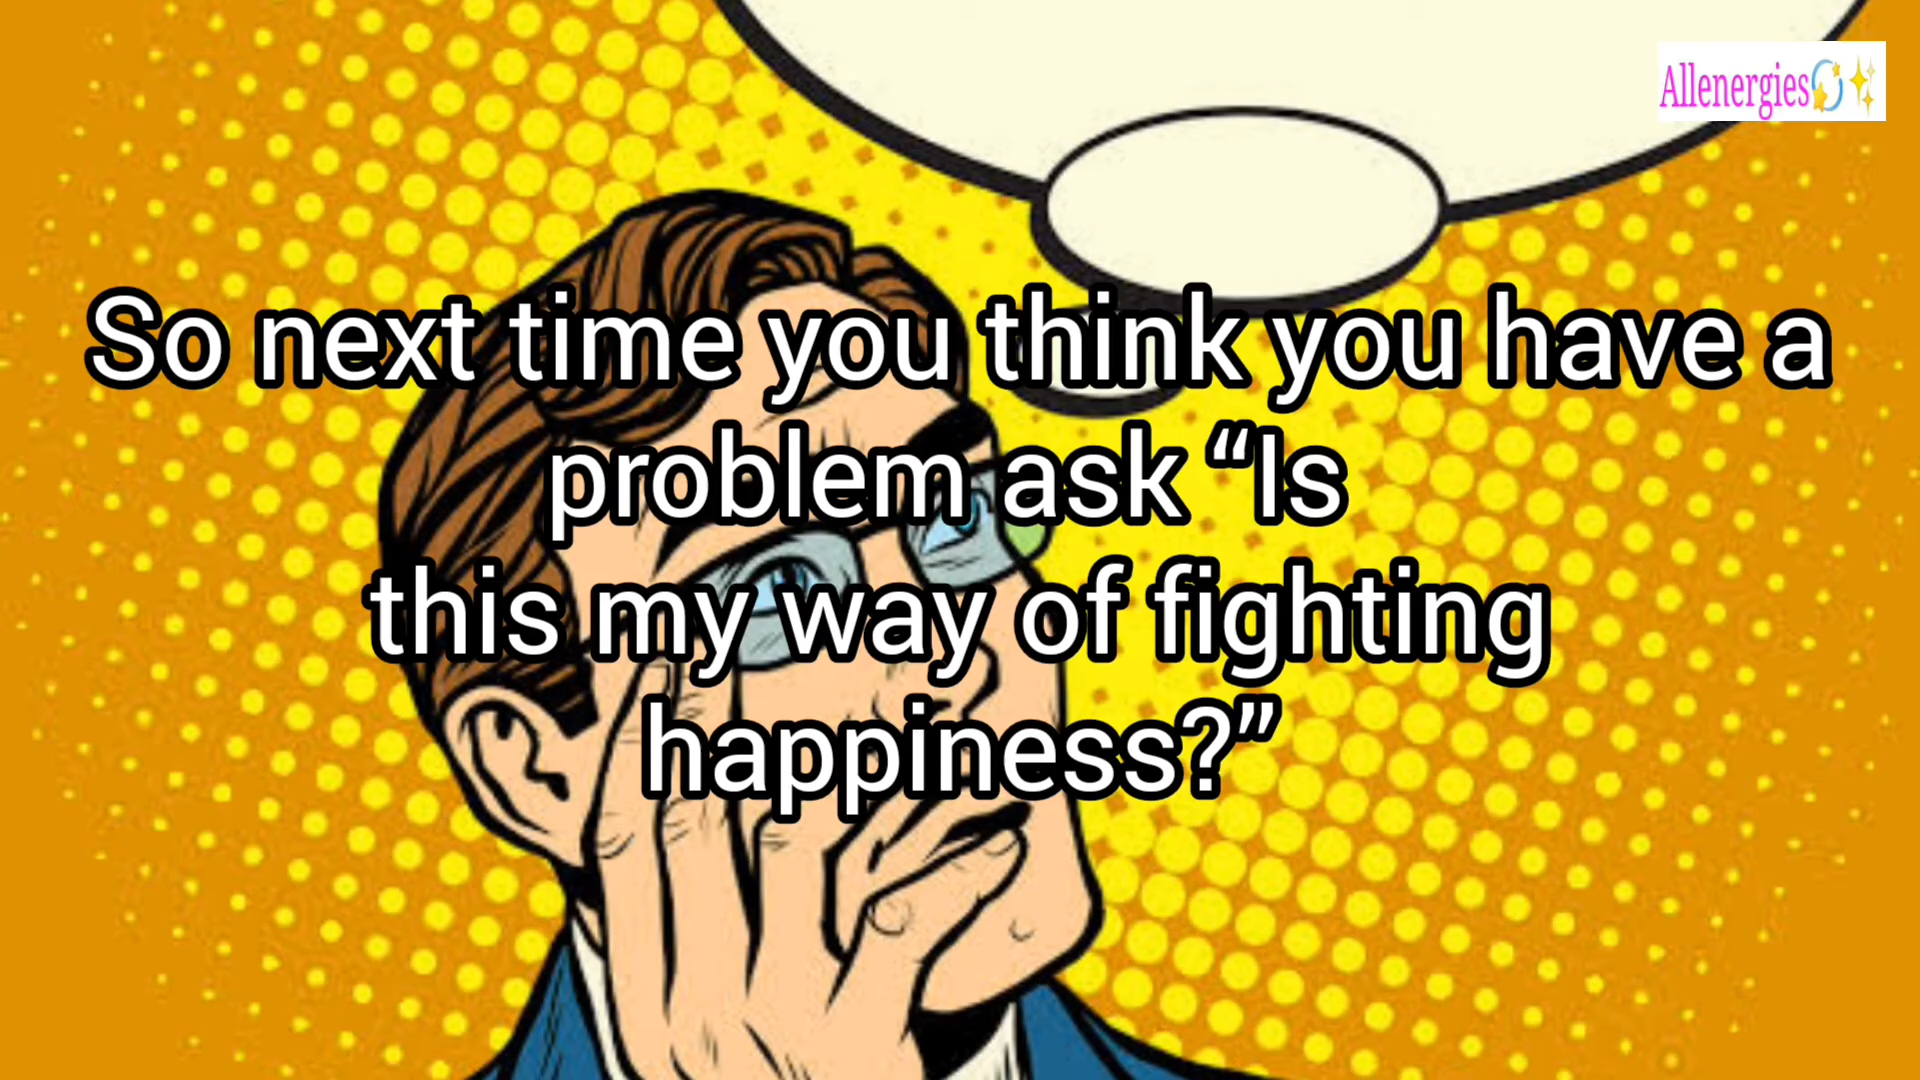 Allenergies
So next time you think you have a
problem ask “Is
this my way of fighting
happiness?”